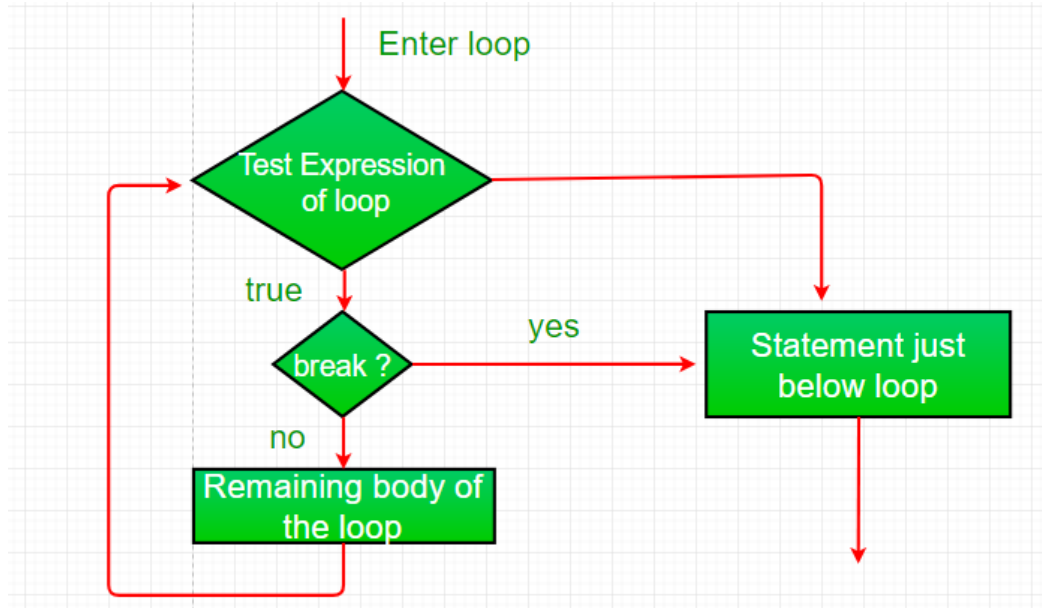 Enter loop
Test Expression
of loop
true
yes
break ?
Statement just
below loop
no
Remaining body of
the loop